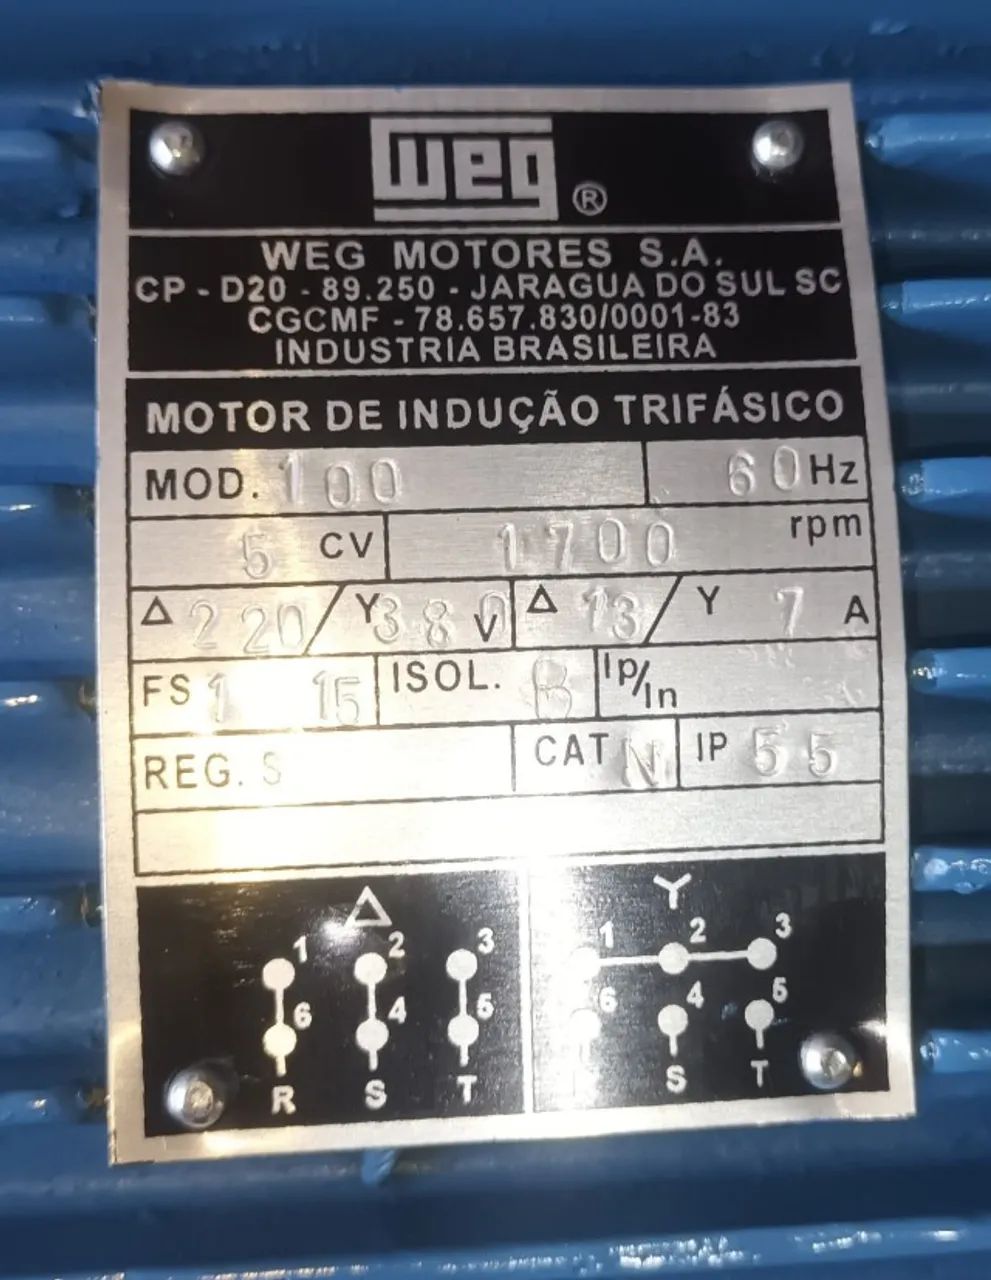 weg ®
WEG MOTORES S.A.
CP - D20 - 89.250 - JARAGUA DO SUL SC
CGCMF - 78.657.830/0001-83
INDUSTRIA BRASILEIRA
MOTOR DE INDUÇÃO TRIFÁSICO
MOD. 100 60 Hz
5 CV 1700 rpm
Δ 220 / Y 380 V Δ 13 / Y 7 A
FS 1 15 ISOL. B Ip/In
REG. S CAT N IP 55
Δ Y
1 2 3 1 2 3
6 4 5 6 4 5
R S T S T